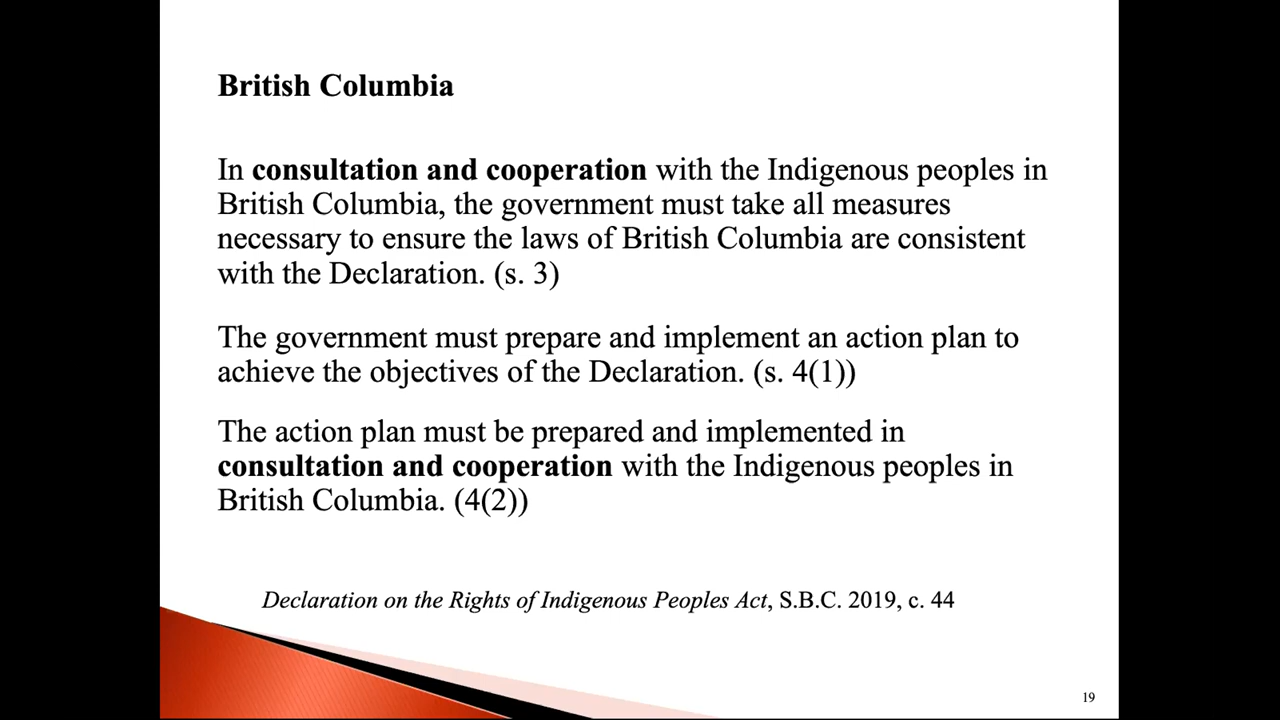 British Columbia
In consultation and cooperation with the Indigenous peoples in
British Columbia, the government must take all measures
necessary to ensure the laws of British Columbia are consistent
with the Declaration. (s. 3)
The government must prepare and implement an action plan to
achieve the objectives of the Declaration. (s. 4(1))
The action plan must be prepared and implemented in
consultation and cooperation with the Indigenous peoples in
British Columbia. (4(2))
Declaration on the Rights of Indigenous Peoples Act, S.B.C. 2019, c. 44
19